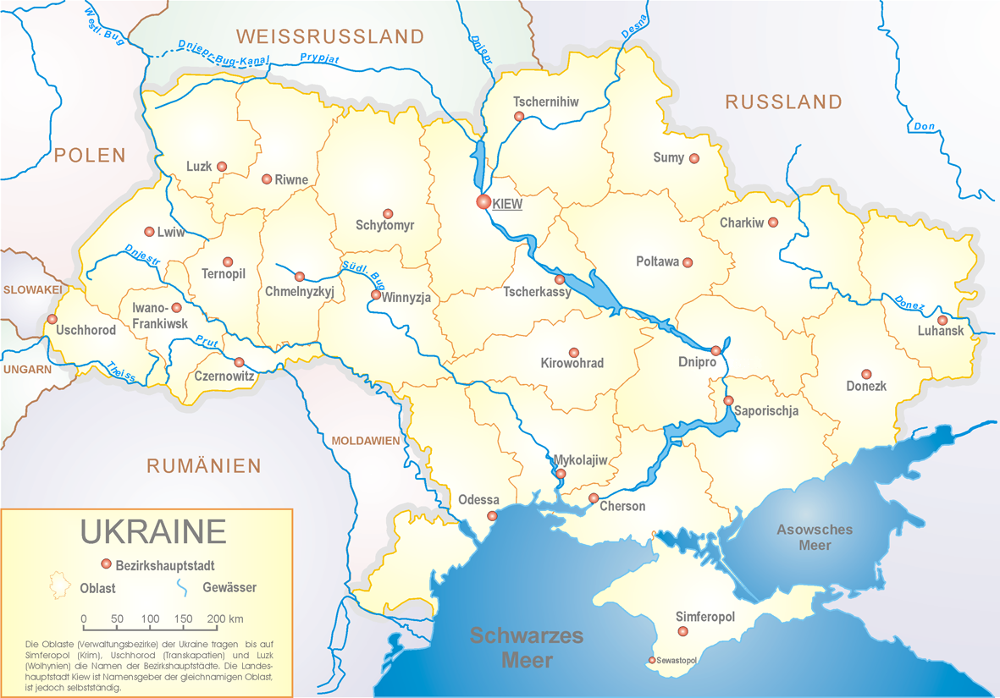 Westl. Bug
WEISSRUSSLAND
Dniepr-Bug-Kanal
Prypjat
Dniepr
Desna
RUSSLAND
Don
Tschernihiw
POLEN
Luzk
Riwne
Sumy
KIEW
Schytomyr
Charkiw
Lwiw
Dniestr
Ternopil
Chmelnyzkyj
Südl. Bug
Winnyzja
Tscherkassy
Poltawa
SLOWAKEI
Iwano-
Frankiwsk
Donez
Luhansk
Uschhorod
Prut
Kirowohrad
Dnipro
UNGARN
Theiss
Czernowitz
Donezk
Saporischja
MOLDAWIEN
RUMÄNIEN
Mykolajiw
Odessa
Cherson
Asowsches
Meer
Simferopol
Schwarzes
Meer
Sewastopol
UKRAINE
Bezirkshauptstadt
Oblast
Gewässer
0 50 100 150 200 km
Die Oblaste (Verwaltungsbezirke) der Ukraine tragen bis auf
Simferopol (Krim), Uschhorod (Transkapatien) und Luzk
(Wolhynien) die Namen der Bezirkshauptstädte. Die Landes-
hauptstadt Kiew ist Namensgeber der gleichnamigen Oblast,
ist jedoch selbstständig.